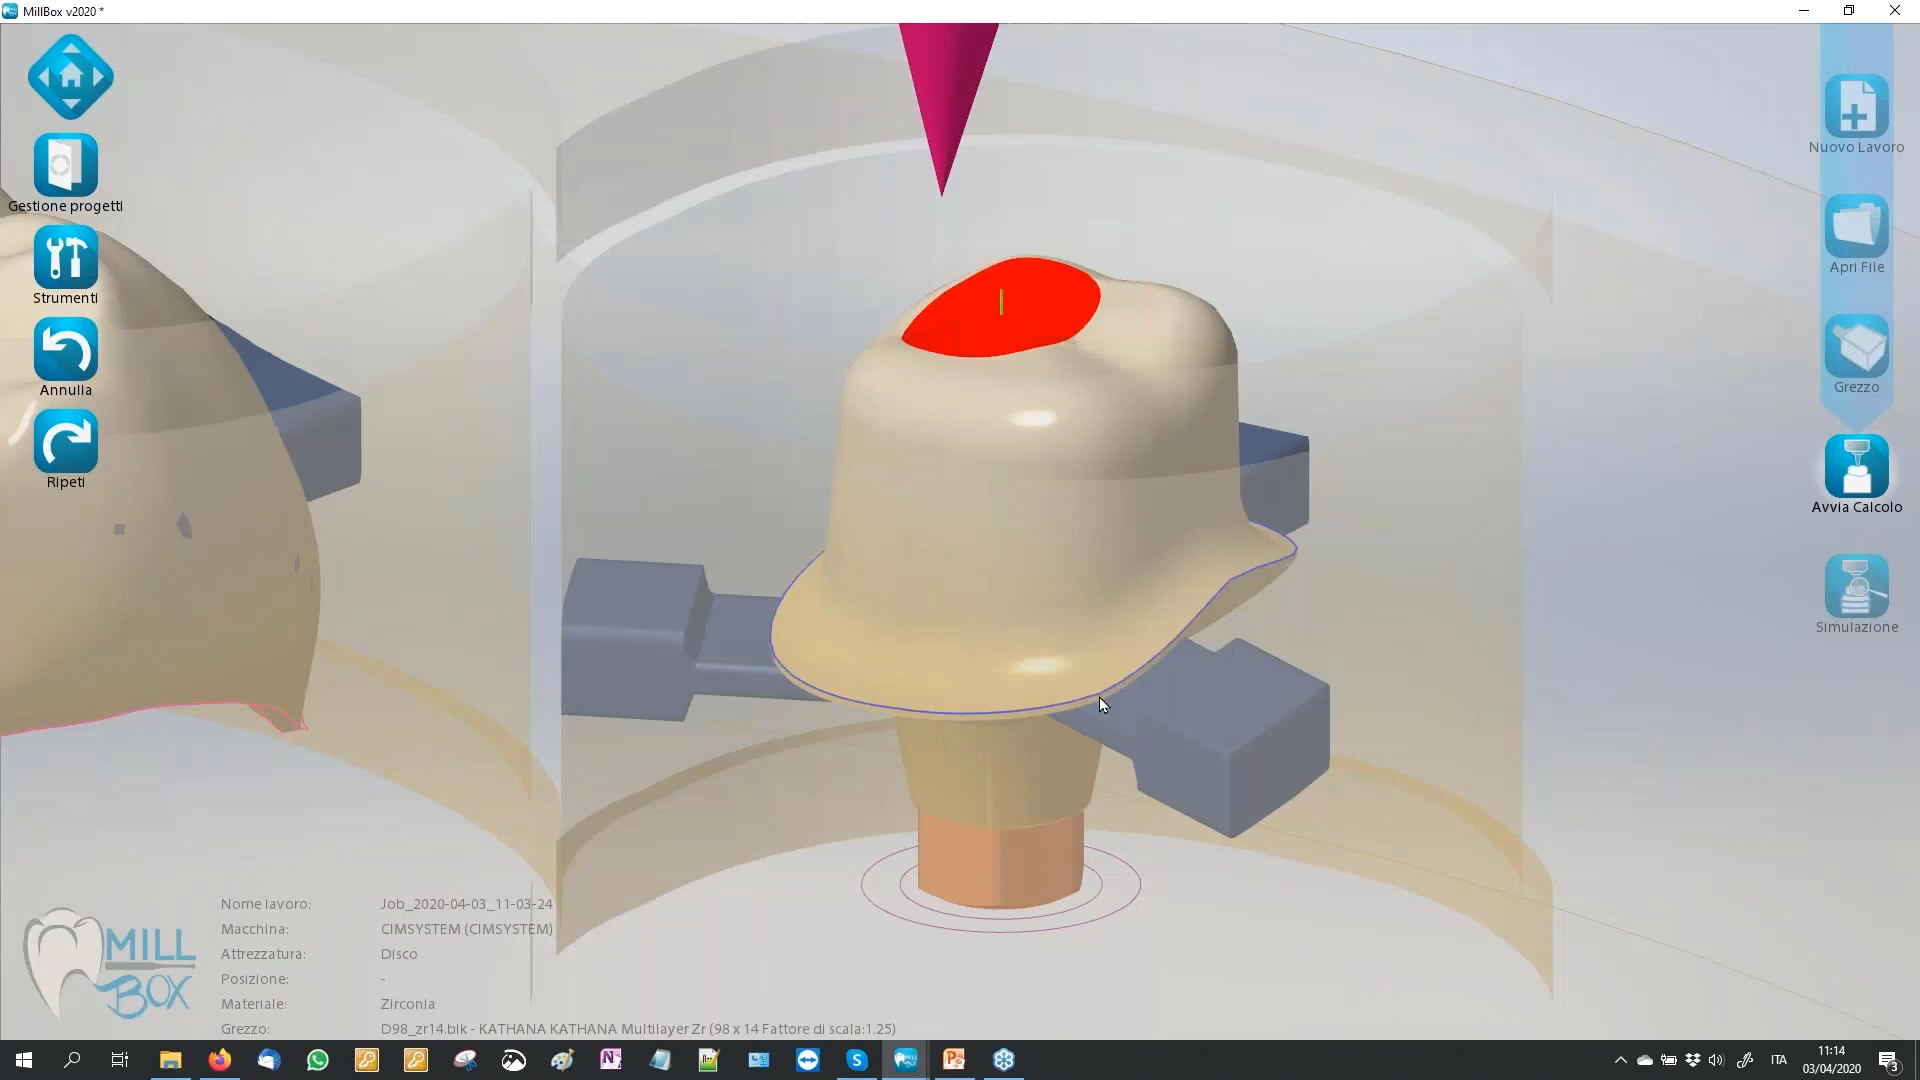 MillBox v2020 *
Gestione progetti
Strumenti
Annulla
Ripeti
Nuovo Lavoro
Apri File
Grezzo
Avvia Calcolo
Simulazione
MILL
BOX
Nome lavoro: Job_2020-04-03_11-03-24
Macchina: CIMSYSTEM (CIMSYSTEM)
Attrezzatura: Disco
Posizione: -
Materiale: Zirconia
Grezzo: D98_zr14.blk - KATHANA KATHANA Multilayer Zr (98 x 14 Fattore di scala:1.25)
ITA
11:14
03/04/2020
3